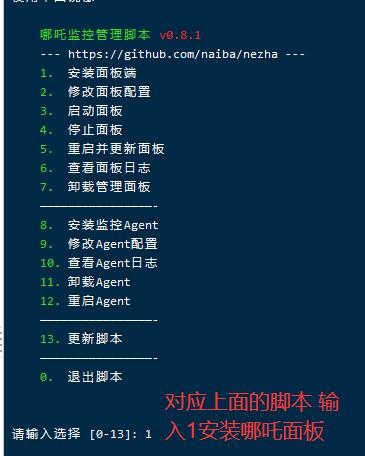 哪吒监控管理脚本 v0.8.1
--- https://github.com/naiba/nezha ---
1. 安装面板端
2. 修改面板配置
3. 启动面板
4. 停止面板
5. 重启并更新面板
6. 查看面板日志
7. 卸载管理面板
————————————————-
8. 安装监控Agent
9. 修改Agent配置
10. 查看Agent日志
11. 卸载Agent
12. 重启Agent
————————————————-
13. 更新脚本
————————————————-
0. 退出脚本
对应上面的脚本 输
入1安装哪吒面板
请输入选择 [0-13]: 1